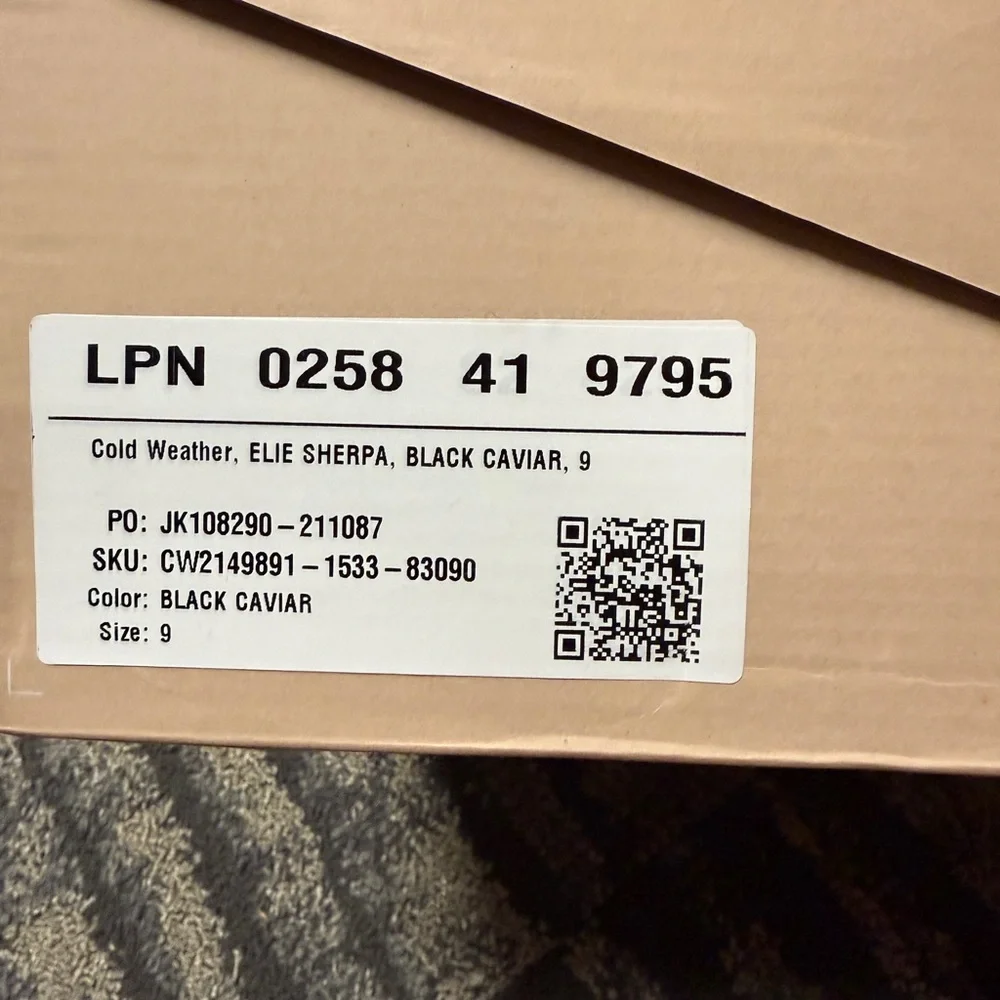 LPN 0258 41 9795
Cold Weather, ELIE SHERPA, BLACK CAVIAR, 9
PO: JK108290-211087
SKU: CW2149891-1533-83090
Color: BLACK CAVIAR
Size: 9